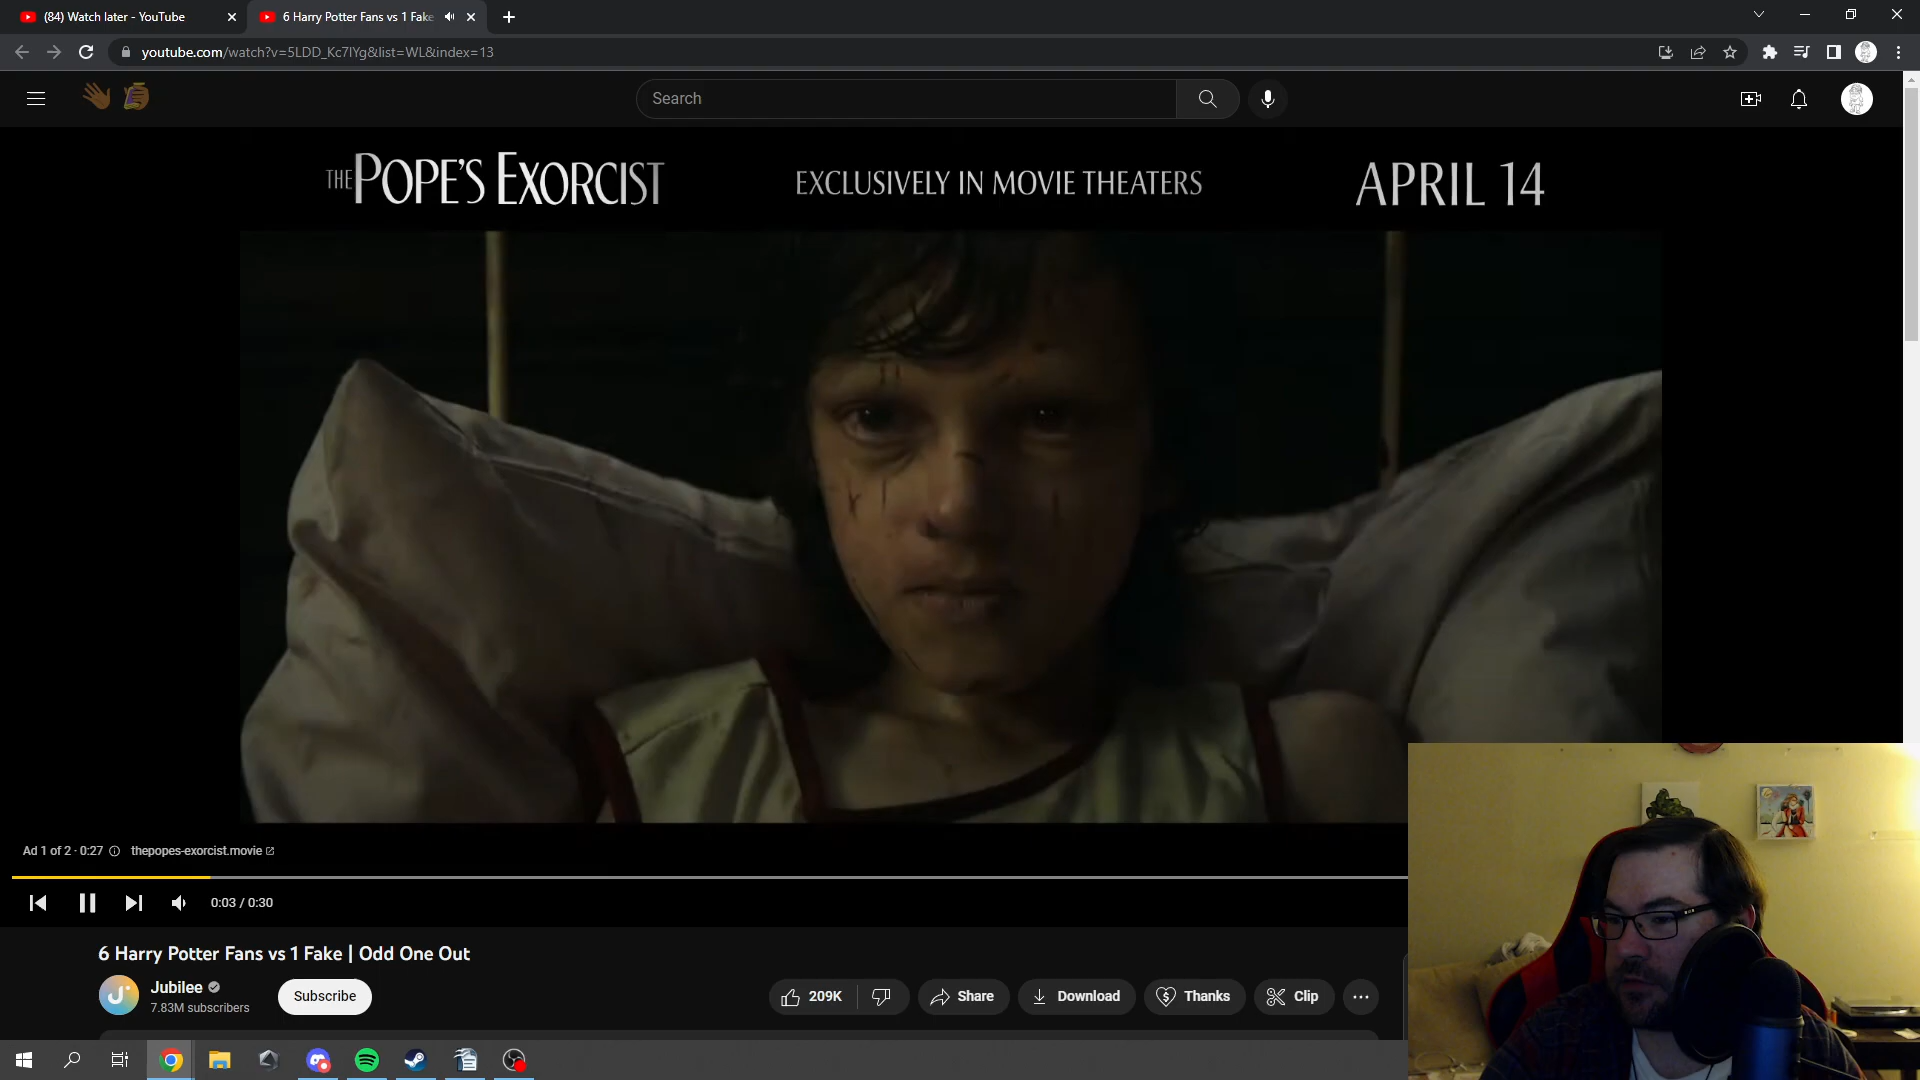 (84) Watch later - YouTube
6 Harry Potter Fans vs 1 Fake
youtube.com/watch?v=5LDD_Kc7lYg&list=WL&index=13
Search
THE POPE'S EXORCIST
EXCLUSIVELY IN MOVIE THEATERS
APRIL 14
Ad 1 of 2 · 0:27
thepopes-exorcist.movie
0:03 / 0:30
6 Harry Potter Fans vs 1 Fake | Odd One Out
Jubilee
7.83M subscribers
Subscribe
209K
Share
Download
Thanks
Clip